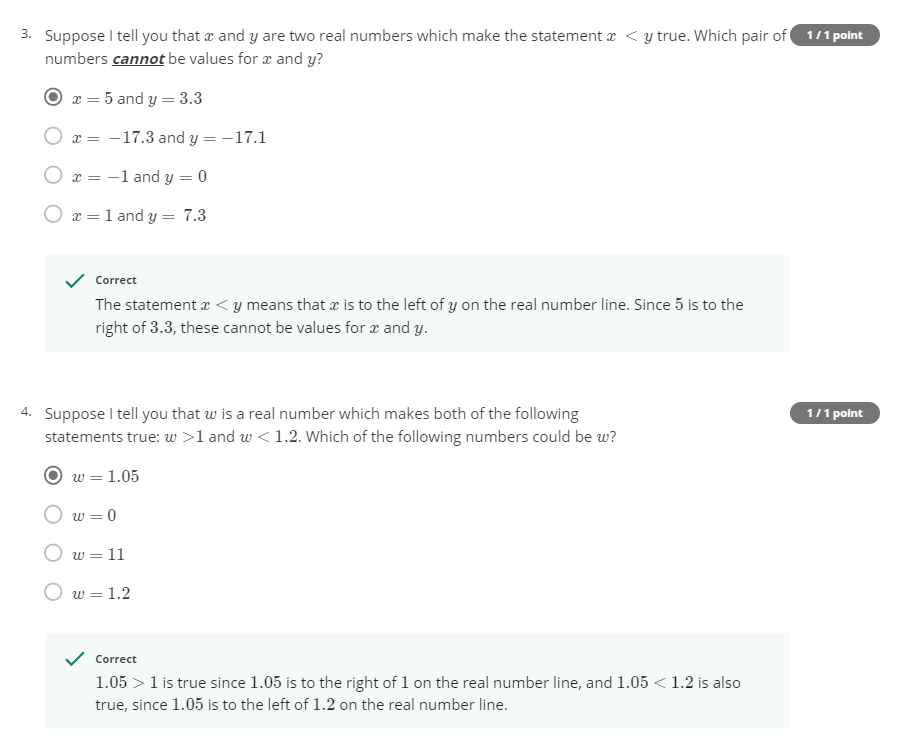 3. Suppose I tell you that x and y are two real numbers which make the statement x < y true. Which pair of 1 / 1 point
numbers cannot be values for x and y?
x = 5 and y = 3.3
x = −17.3 and y = −17.1
x = −1 and y = 0
x = 1 and y = 7.3
Correct
The statement x < y means that x is to the left of y on the real number line. Since 5 is to the
right of 3.3, these cannot be values for x and y.
4. Suppose I tell you that w is a real number which makes both of the following 1 / 1 point
statements true: w >1 and w < 1.2. Which of the following numbers could be w?
w = 1.05
w = 0
w = 11
w = 1.2
Correct
1.05 > 1 is true since 1.05 is to the right of 1 on the real number line, and 1.05 < 1.2 is also
true, since 1.05 is to the left of 1.2 on the real number line.